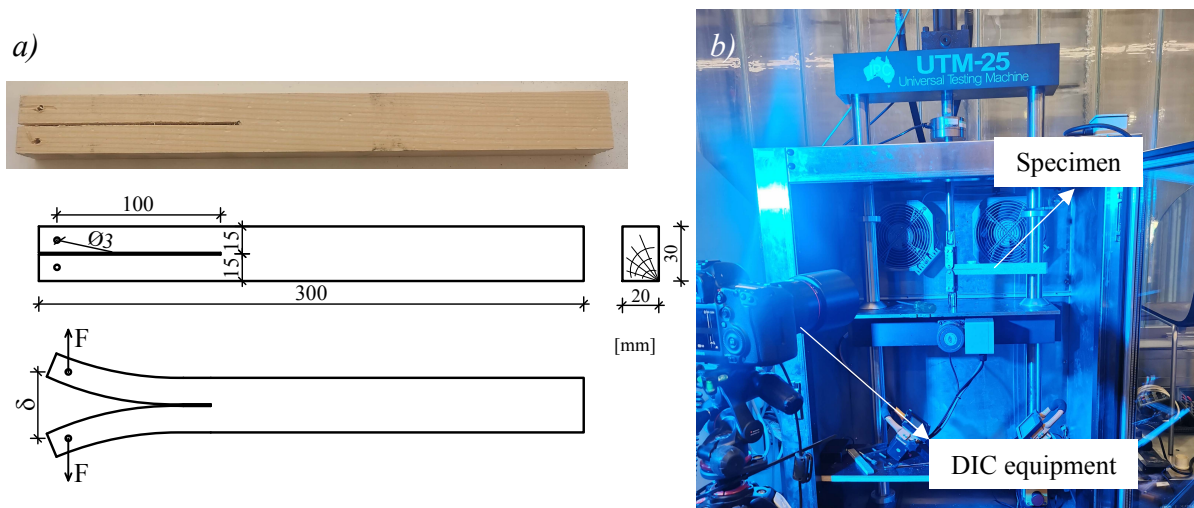 a)
100
Ø3
15
15
300
30
20
[mm]
F
δ
F
b)
UTM-25
Universal Testing Machine
Specimen
DIC equipment